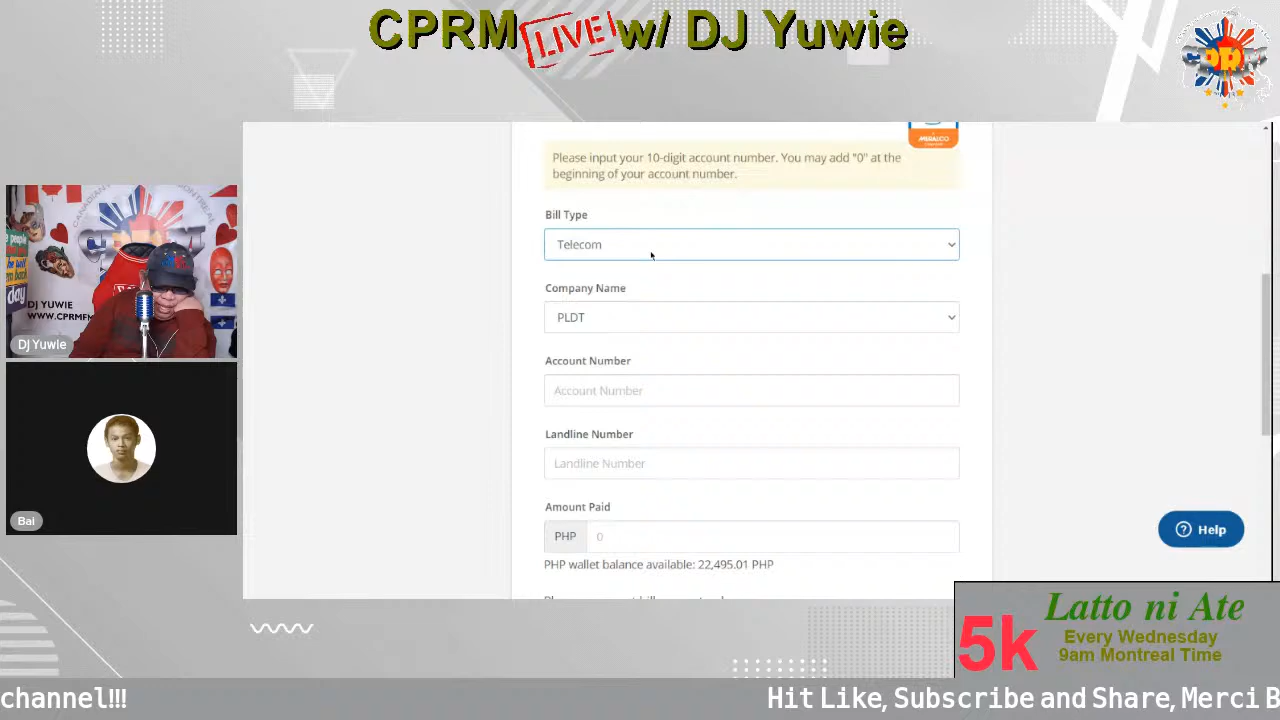 CPRM LIVE w/ DJ Yuwie
MERALCO
Please input your 10-digit account number. You may add "0" at the
beginning of your account number.
Bill Type
Telecom
Company Name
PLDT
Account Number
Account Number
Landline Number
Landline Number
Amount Paid
PHP 0
PHP wallet balance available: 22,495.01 PHP
Help
DJ YUWIE
WWW.CPRMFM
DJ Yuwie
Bai
5k
Latto ni Ate
Every Wednesday
9am Montreal Time
channel!!! Hit Like, Subscribe and Share, Merci B